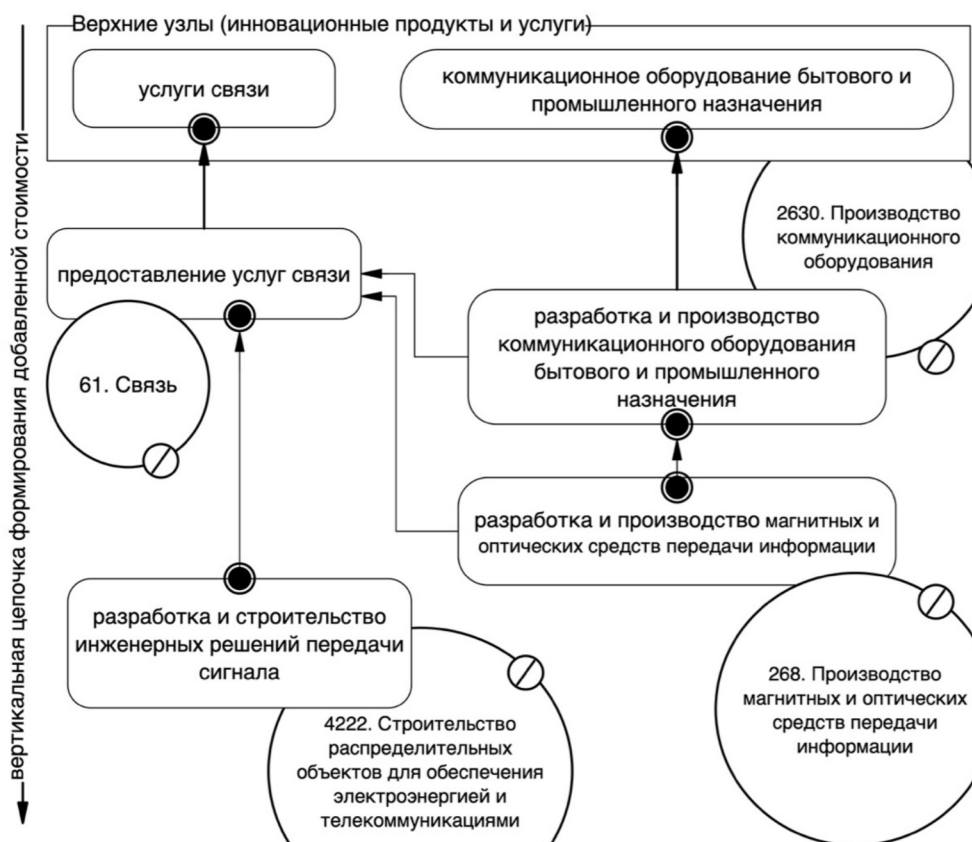 Верхние узлы (инновационные продукты и услуги)
услуги связи
коммуникационное оборудование бытового и
промышленного назначения
вертикальная цепочка формирования добавленной стоимости
2630. Производство
коммуникационного
оборудования
предоставление услуг связи
разработка и производство
коммуникационного оборудования
бытового и промышленного
назначения
61. Связь
разработка и производство магнитных и
оптических средств передачи информации
разработка и строительство
инженерных решений передачи
сигнала
268. Производство
магнитных и оптических
средств передачи
информации
4222. Строительство
распределительных
объектов для обеспечения
электроэнергией и
телекоммуникациями